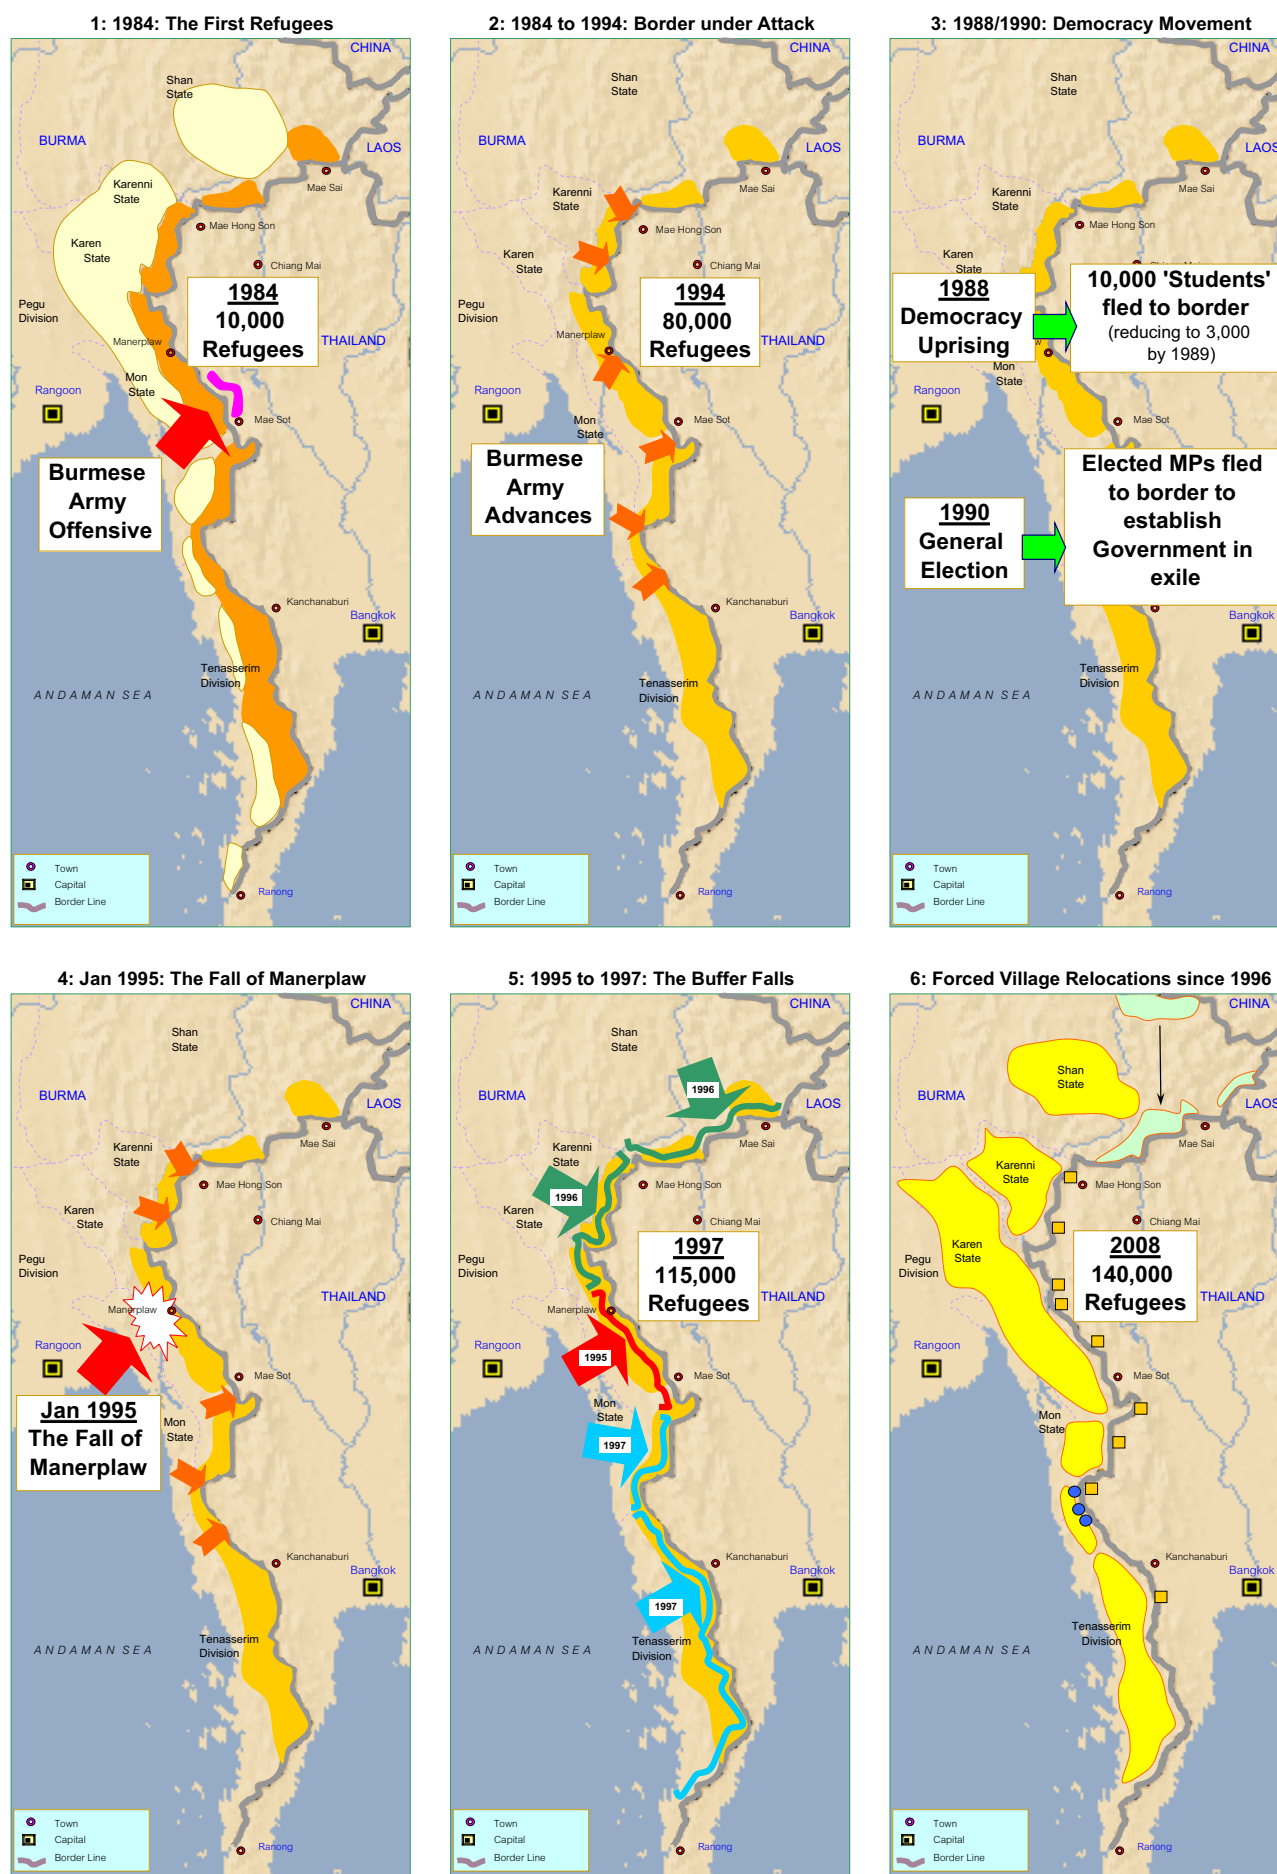 1: 1984: The First Refugees
CHINA
Shan
State
BURMA
LAOS
Karenni
State
Mae Sai
Mae Hong Son
Karen
State
Chiang Mai
1984
10,000
Refugees
Pegu
Division
THAILAND
Manerplaw
Mon
State
Rangoon
Mae Sot
Burmese
Army
Offensive
Kanchanaburi
Bangkok
Tenasserim
Division
ANDAMAN SEA
Town
Capital
Border Line
Ranong
2: 1984 to 1994: Border under Attack
CHINA
Shan
State
BURMA
LAOS
Karenni
State
Mae Sai
Mae Hong Son
Karen
State
Chiang Mai
1994
80,000
Refugees
Pegu
Division
THAILAND
Manerplaw
Rangoon
Mon
State
Mae Sot
Burmese
Army
Advances
Kanchanaburi
Bangkok
Tenasserim
Division
ANDAMAN SEA
Town
Capital
Border Line
Ranong
3: 1988/1990: Democracy Movement
CHINA
Shan
State
BURMA
LAOS
Karenni
State
Mae Sai
Mae Hong Son
Karen
State
1988
Democracy
Uprising
10,000 'Students'
fled to border
(reducing to 3,000
by 1989)
Pegu
Division
Mon
State
Rangoon
Mae Sot
1990
General
Election
Elected MPs fled
to border to
establish
Government in
exile
Bangkok
Tenasserim
Division
ANDAMAN SEA
Town
Capital
Border Line
Ranong
4: Jan 1995: The Fall of Manerplaw
CHINA
Shan
State
BURMA
LAOS
Karenni
State
Mae Sai
Mae Hong Son
Karen
State
Chiang Mai
Pegu
Division
THAILAND
Manerplaw
Rangoon
Mae Sot
Jan 1995
The Fall of
Manerplaw
Mon
State
Kanchanaburi
Bangkok
Tenasserim
Division
ANDAMAN SEA
Town
Capital
Border Line
Ranong
5: 1995 to 1997: The Buffer Falls
CHINA
Shan
State
BURMA
1996
LAOS
Karenni
State
Mae Sai
1996
Mae Hong Son
Karen
State
Chiang Mai
1997
115,000
Refugees
Pegu
Division
THAILAND
Manerplaw
Rangoon
1995
Mae Sot
Mon
State
1997
Kanchanaburi
Bangkok
1997
Tenasserim
Division
ANDAMAN SEA
Town
Capital
Border Line
Ranong
6: Forced Village Relocations since 1996
CHINA
Shan
State
BURMA
LAOS
Mae Sai
Karenni
State
Mae Hong Son
Chiang Mai
Karen
State
2008
140,000
Refugees
Pegu
Division
THAILAND
Rangoon
Mae Sot
Mon
State
Kanchanaburi
Bangkok
Tenasserim
Division
ANDAMAN SEA
Town
Capital
Border Line
Ranong